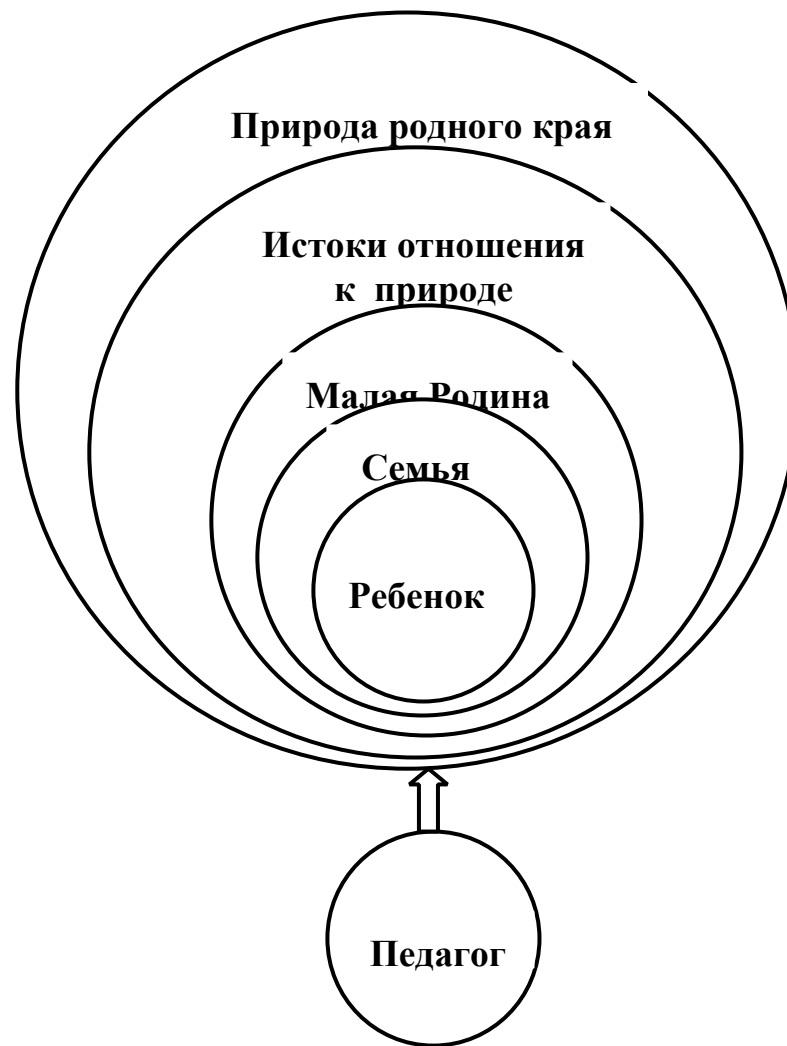 Природа родного края
Истоки отношения
к природе
Малая Родина
Семья
Ребенок
Педагог